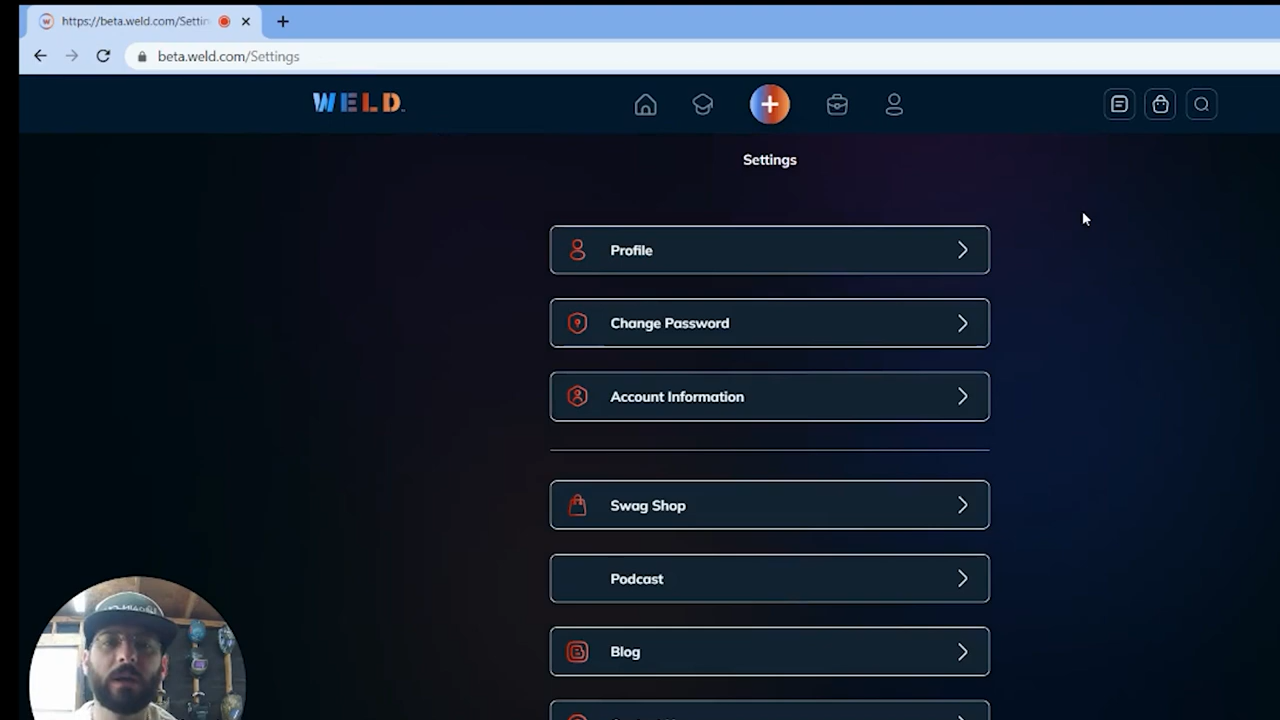 https://beta.weld.com/Settin
beta.weld.com/Settings
WELD
Settings
Profile
Change Password
Account Information
Swag Shop
Podcast
Blog